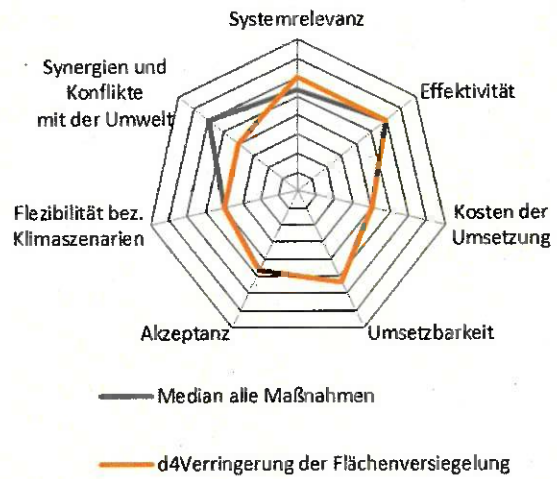 Systemrelevanz
Synergien und
Konflikte
mit der Umwelt
Effektivität
Flezibilität bez.
Klimaszenarien
Kosten der
Umsetzung
Akzeptanz
Umsetzbarkeit
Median alle Maßnahmen
d4Verringerung der Flächenversiegelung